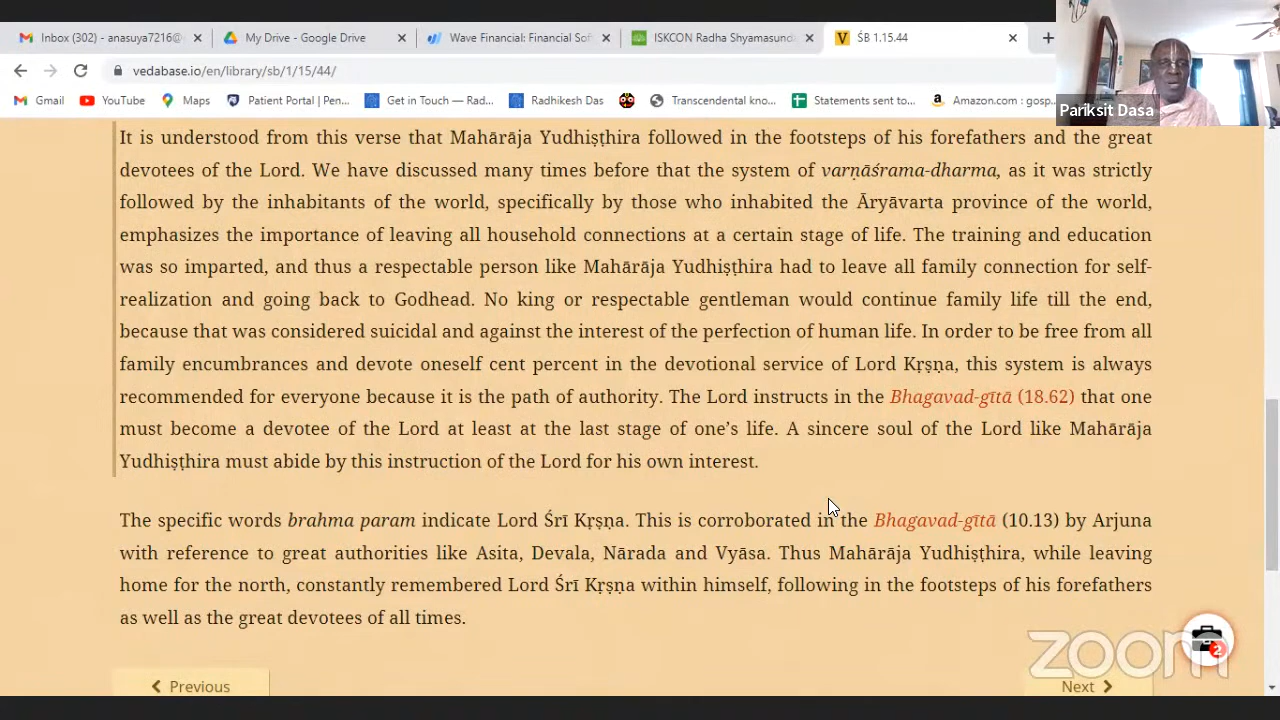 Inbox (302) - anasuya7216@
My Drive - Google Drive
Wave Financial: Financial Sof
ISKCON Radha Shyamasund
ŚB 1.15.44
vedabase.io/en/library/sb/1/15/44/
Gmail
YouTube
Maps
Patient Portal | Pen...
Get in Touch — Rad...
Radhikesh Das
Transcendental kno...
Statements sent to...
Amazon.com : gosp...
Pariksit Dasa
It is understood from this verse that Mahārāja Yudhiṣṭhira followed in the footsteps of his forefathers and the great
devotees of the Lord. We have discussed many times before that the system of varṇāśrama-dharma, as it was strictly
followed by the inhabitants of the world, specifically by those who inhabited the Āryāvarta province of the world,
emphasizes the importance of leaving all household connections at a certain stage of life. The training and education
was so imparted, and thus a respectable person like Mahārāja Yudhiṣṭhira had to leave all family connection for self-
realization and going back to Godhead. No king or respectable gentleman would continue family life till the end,
because that was considered suicidal and against the interest of the perfection of human life. In order to be free from all
family encumbrances and devote oneself cent percent in the devotional service of Lord Kṛṣṇa, this system is always
recommended for everyone because it is the path of authority. The Lord instructs in the Bhagavad-gītā (18.62) that one
must become a devotee of the Lord at least at the last stage of one's life. A sincere soul of the Lord like Mahārāja
Yudhiṣṭhira must abide by this instruction of the Lord for his own interest.
The specific words brahma param indicate Lord Śrī Kṛṣṇa. This is corroborated in the Bhagavad-gītā (10.13) by Arjuna
with reference to great authorities like Asita, Devala, Nārada and Vyāsa. Thus Mahārāja Yudhiṣṭhira, while leaving
home for the north, constantly remembered Lord Śrī Kṛṣṇa within himself, following in the footsteps of his forefathers
as well as the great devotees of all times.
Previous
Next
2
zoom